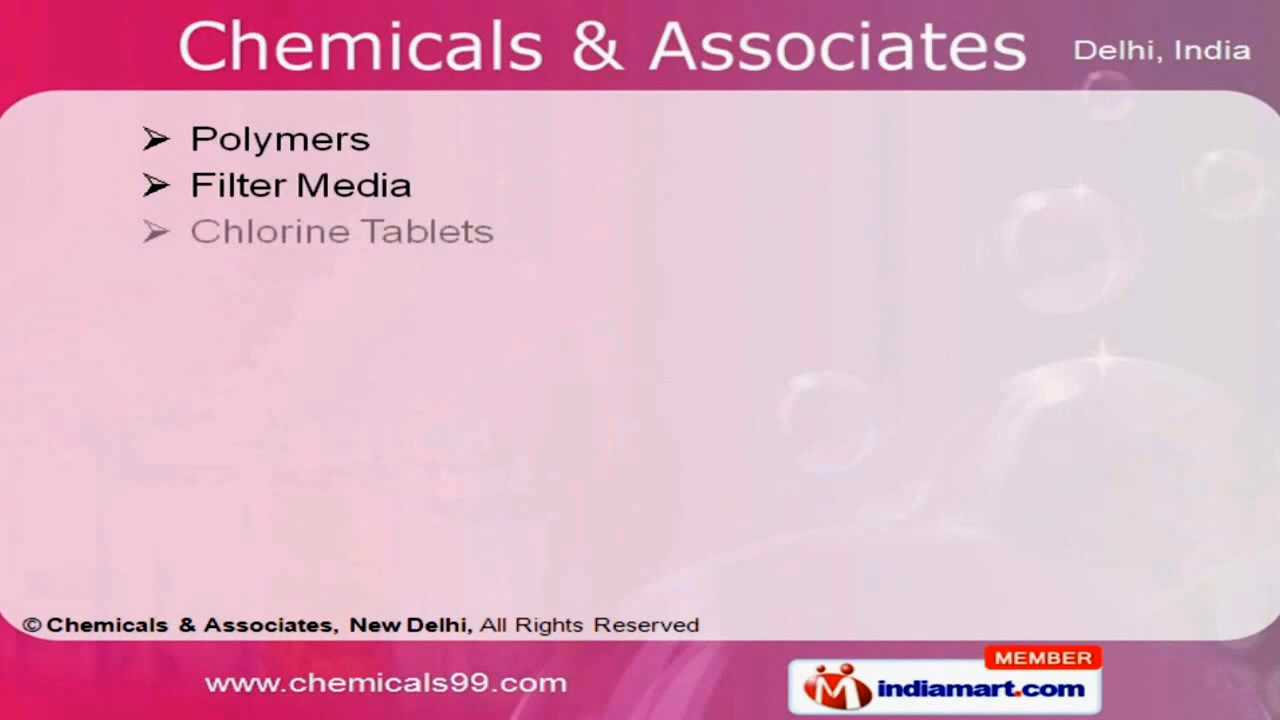 Chemicals & Associates
Delhi, India
➢ Polymers
➢ Filter Media
➢ Chlorine Tablets
© Chemicals & Associates, New Delhi, All Rights Reserved
www.chemicals99.com
MEMBER
indiamart.com